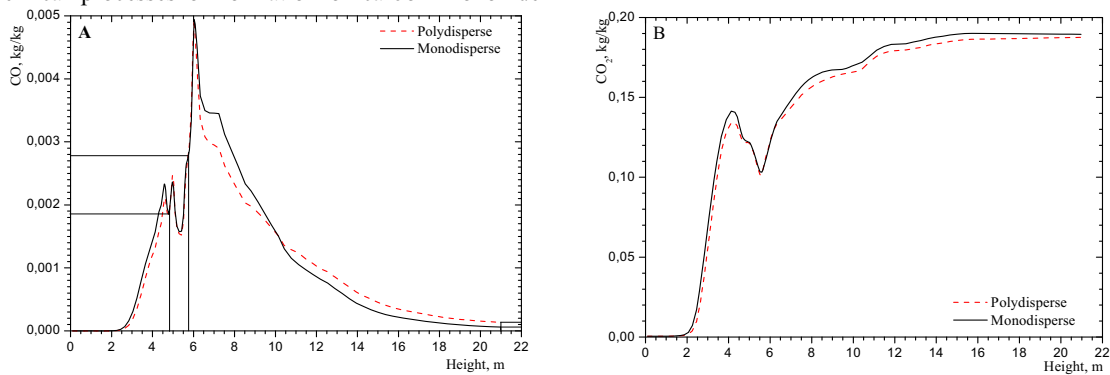 A
Polydisperse
Monodisperse
CO, kg/kg
0,005
0,004
0,003
0,002
0,001
0,000
0 2 4 6 8 10 12 14 16 18 20 22
Height, m
B
CO₂, kg/kg
0,20
0,15
0,10
0,05
0,00
Polydisperse
Monodisperse
0 2 4 6 8 10 12 14 16 18 20 22
Height, m